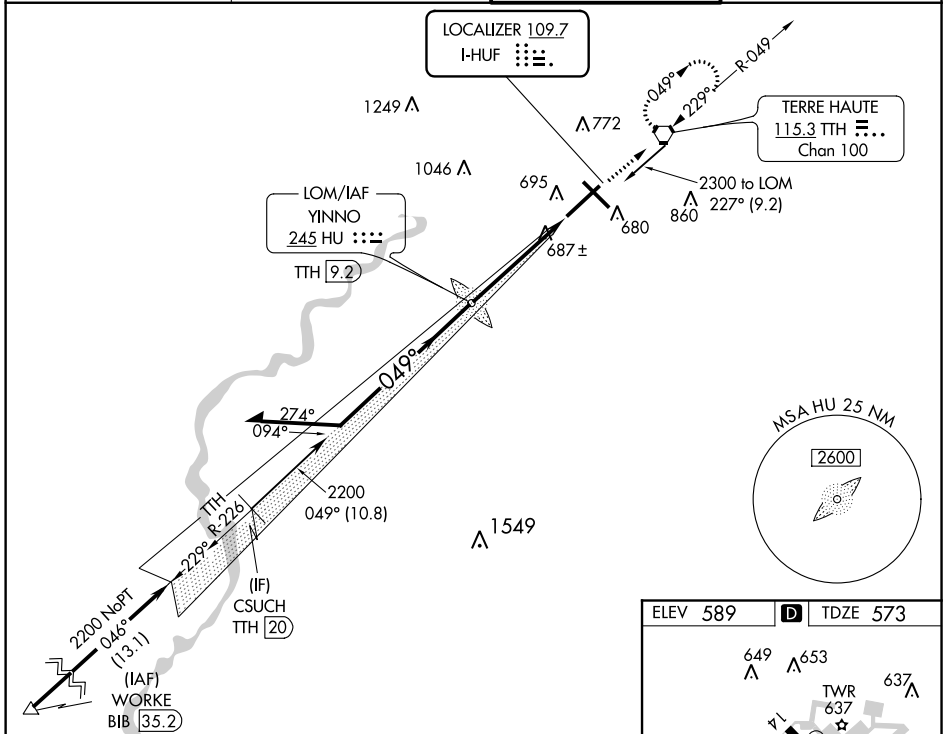 LOCALIZER 109.7
I-HUF
R-049
049°
229°
1249
772
TERRE HAUTE
115.3 TTH
Chan 100
1046
695
2300 to LOM
227° (9.2)
860
680
687 ±
LOM/IAF
YINNO
245 HU
TTH 9.2
049°
274°
094°
MSA HU 25 NM
2600
2200
049° (10.8)
TTH
R-226
229°
1549
(IF)
CSUCH
TTH 20
2200 NoPT
046°
(13.1)
(IAF)
WORKE
BIB 35.2
ELEV 589 D TDZE 573
649
653
637
TWR
637
14